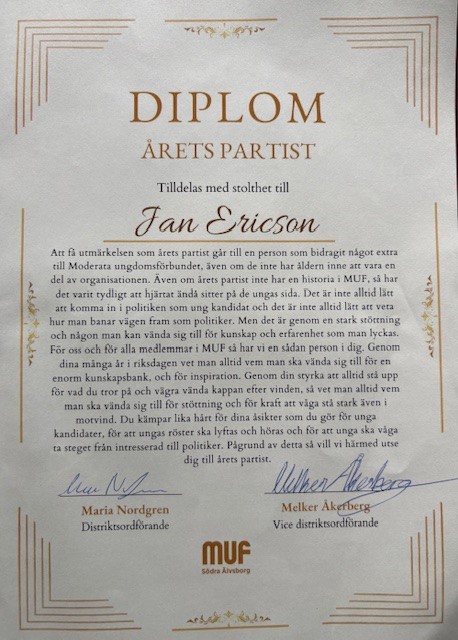 DIPLOM
ÅRETS PARTIST
Tilldelas med stolthet till
Jan Ericson
Att få utmärkelsen som årets partist går till en person som bidragit något extra
till Moderata ungdomsförbundet, även om de inte har åldern inne att vara en
del av organisationen. Även om årets partist inte har en historia i MUF, så har
det varit tydligt att hjärtat ändå sitter på de ungas sida. Det är inte alltid lätt
att komma in i politiken som ung kandidat och det är inte alltid lätt att veta
hur man banar vägen fram som politiker. Men det är genom en stark stöttning
och någon man kan vända sig till för kunskap och erfarenhet som man lyckas.
För oss och för alla medlemmar i MUF så har vi en sådan person i dig. Genom
dina många år i riksdagen vet man alltid vem man ska vända sig till för en
enorm kunskapsbank, och för inspiration. Genom din styrka att alltid stå upp
för vad du tror på och vägra vända kappan efter vinden, så vet man alltid vem
man ska vända sig till för stöttning och för kraft att våga stå stark även i
motvind. Du kämpar lika hårt för dina åsikter som du gör för unga
kandidater, för att ungas röster ska lyftas och höras och för att unga ska våga
ta steget från intresserad till politiker. Pågrund av detta så vill vi härmed utse
dig till årets partist.
Melker Åkerberg
Maria Nordgren
Distriktsordförande
Melker Åkerberg
Vice distriktsordförande
MUF
Södra Älvsborg